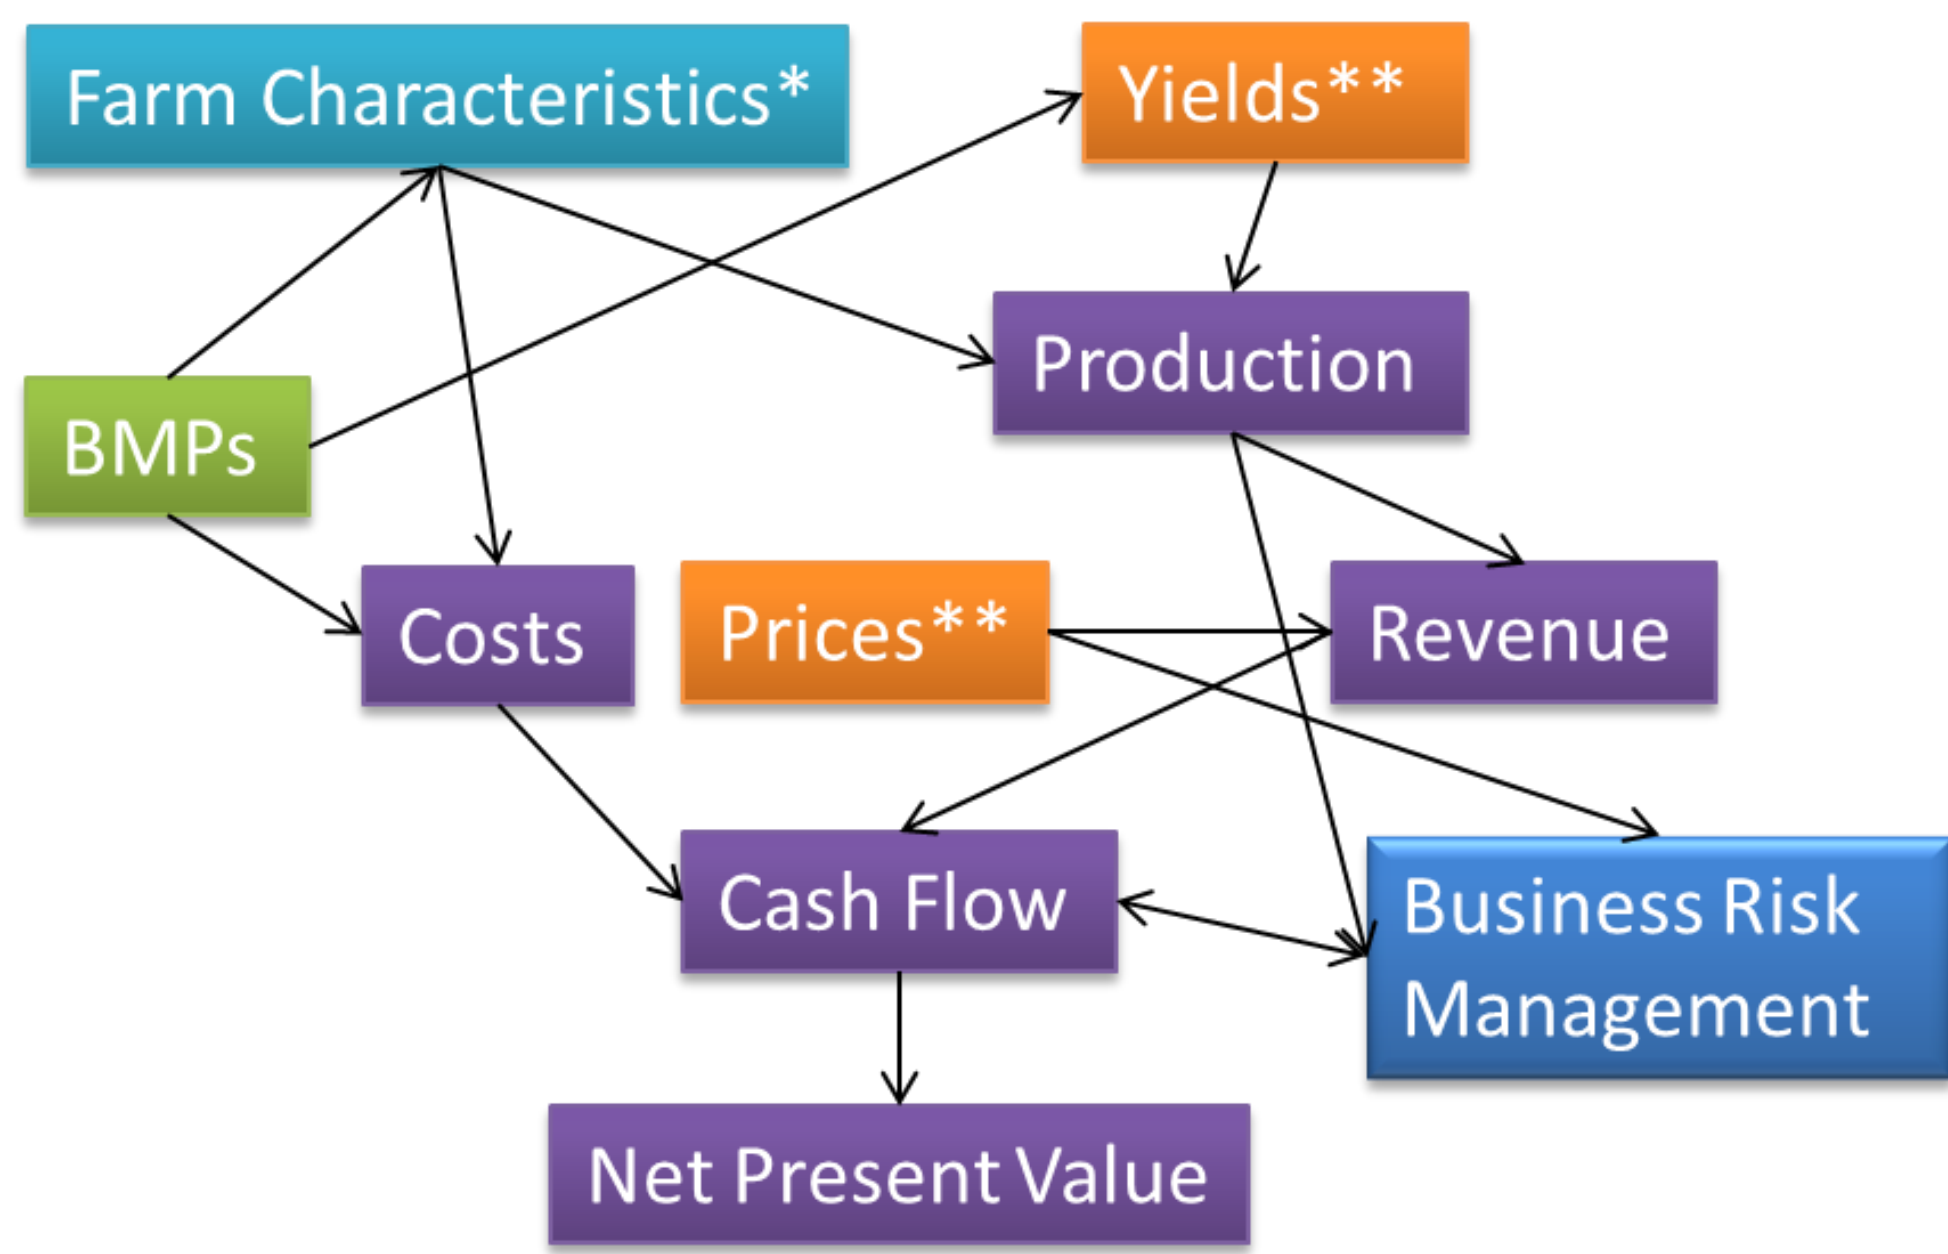 Farm Characteristics*
Yields**
Production
BMPs
Costs
Prices**
Revenue
Cash Flow
Business Risk
Management
Net Present Value